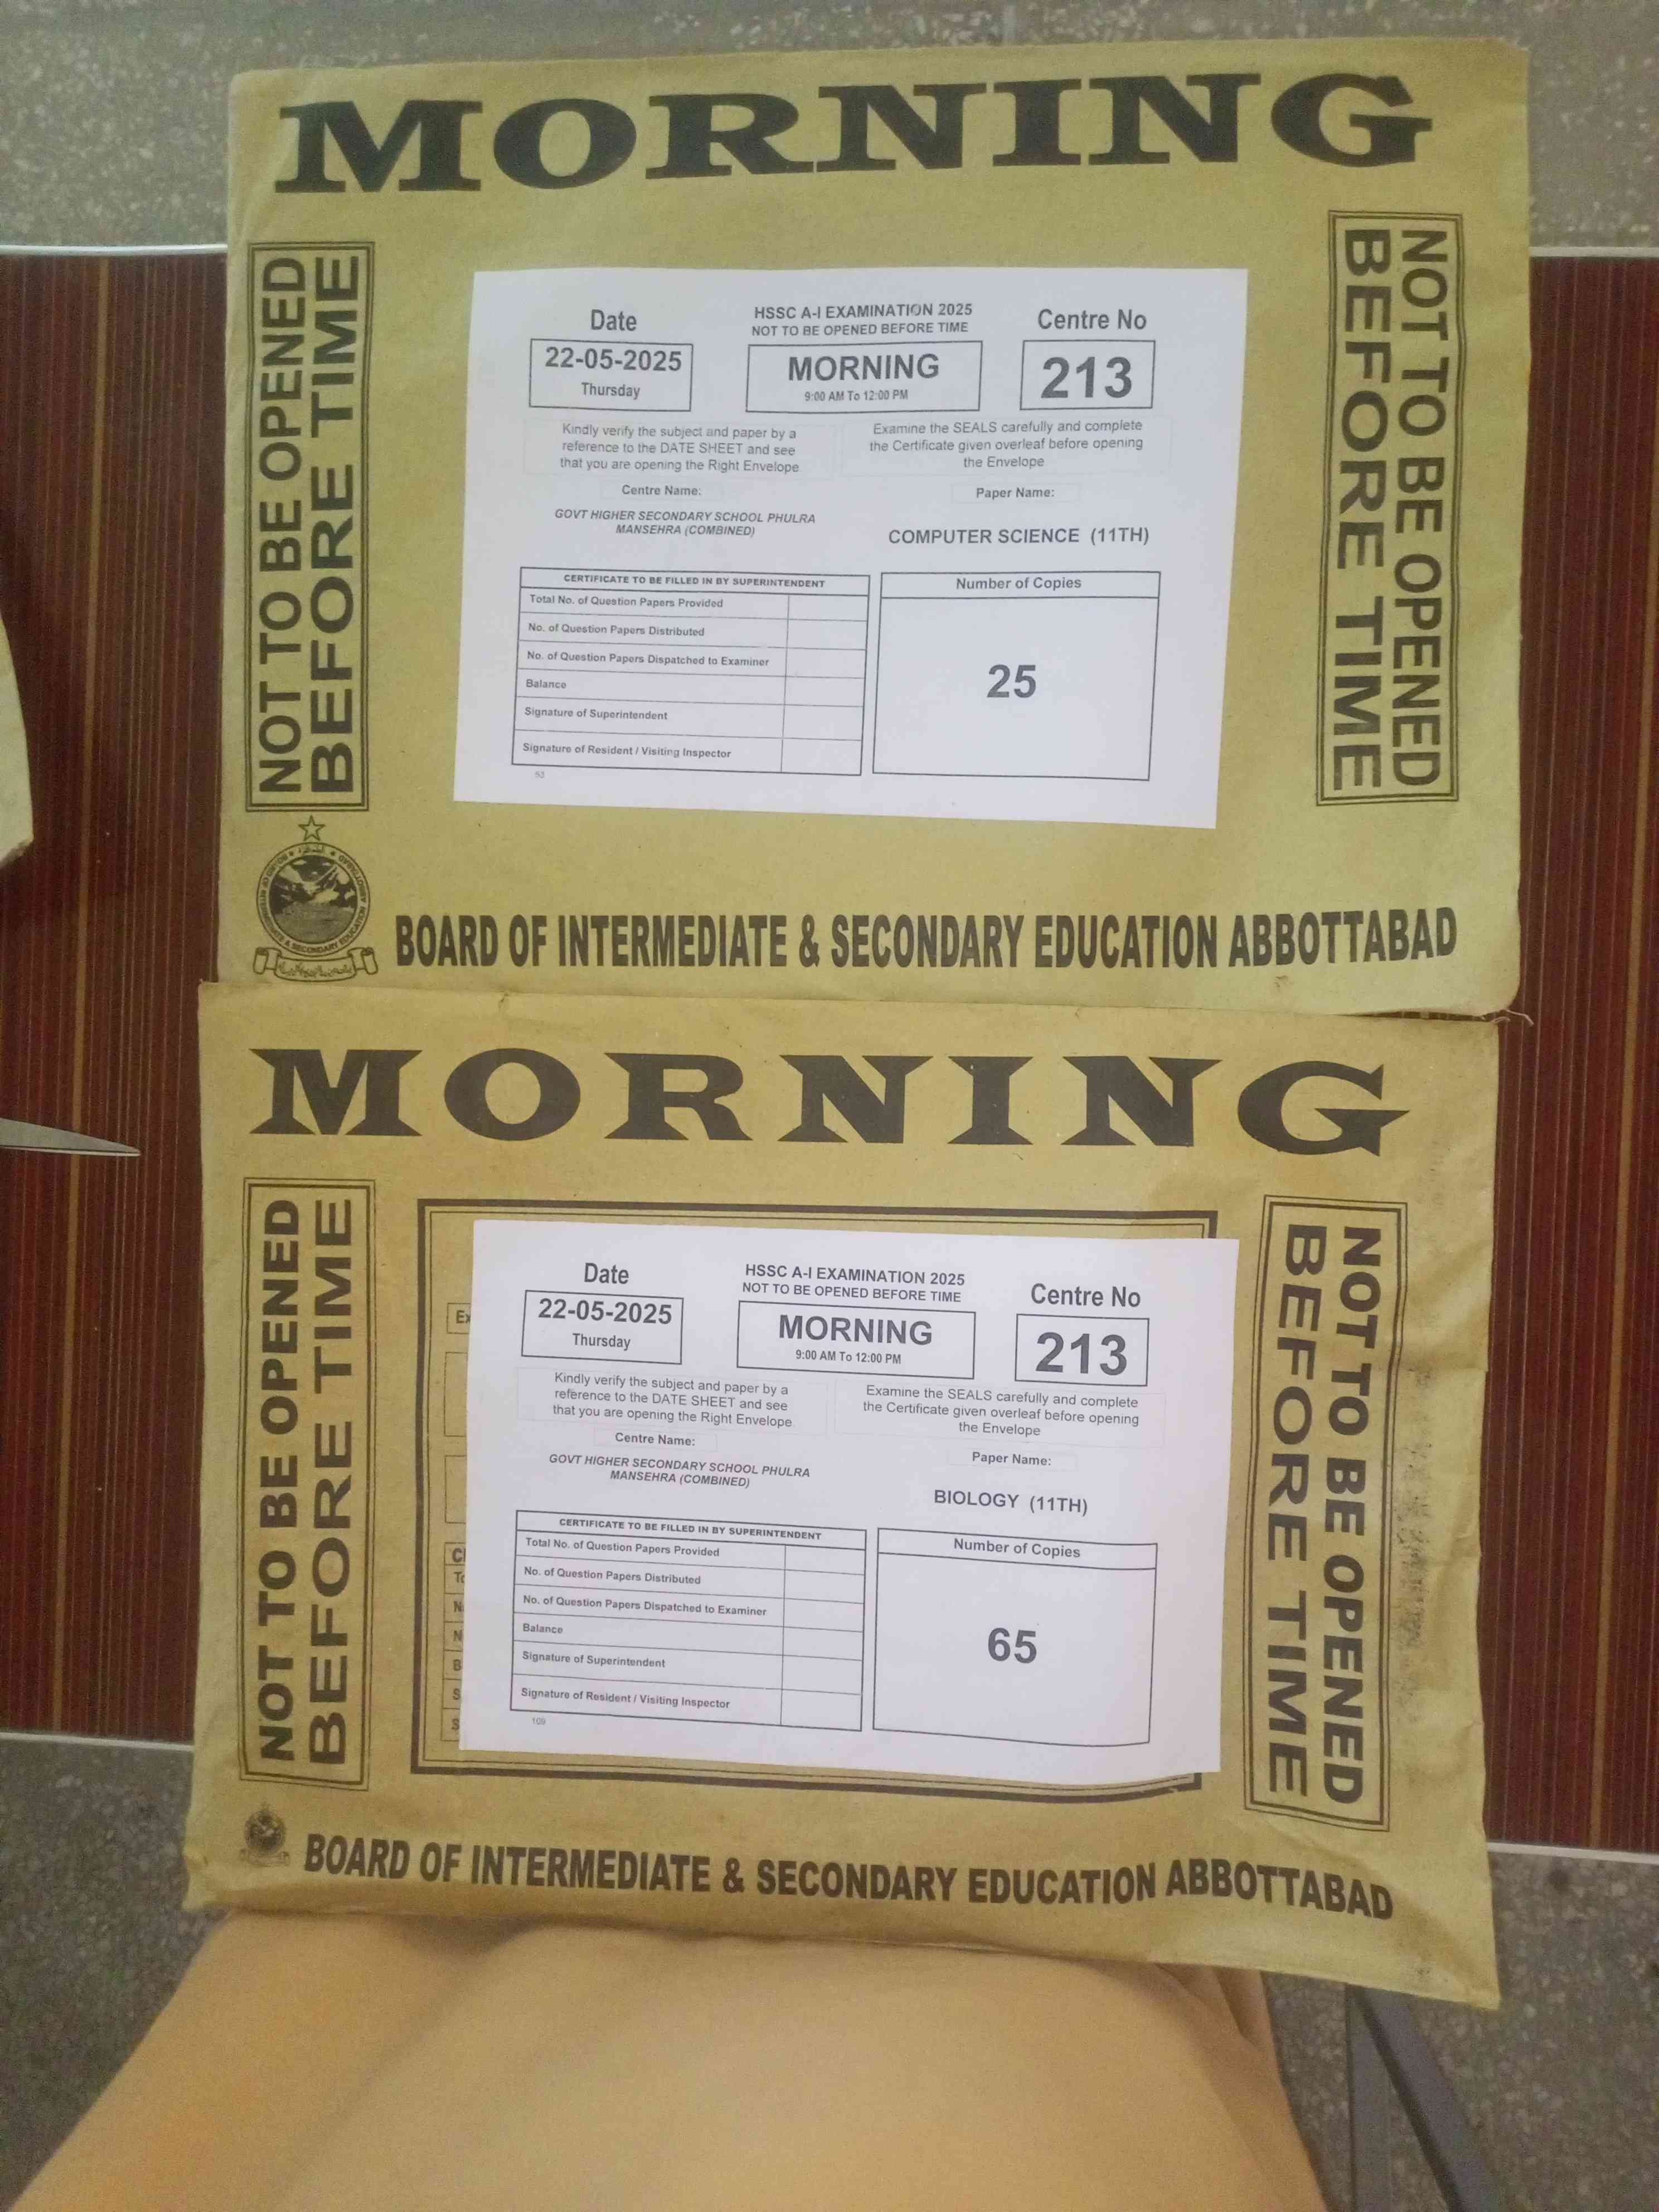 MORNING
NOT TO BE OPENED
BEFORE TIME
NOT TO BE OPENED
BEFORE TIME
Date
22-05-2025
Thursday
HSSC A-I EXAMINATION 2025
NOT TO BE OPENED BEFORE TIME
MORNING
9:00 AM To 12:00 PM
Centre No
213
Kindly verify the subject and paper by a
reference to the DATE SHEET and see
that you are opening the Right Envelope
Examine the SEALS carefully and complete
the Certificate given overleaf before opening
the Envelope
Centre Name:
GOVT HIGHER SECONDARY SCHOOL PHULRA
MANSEHRA (COMBINED)
Paper Name:
COMPUTER SCIENCE (11TH)
CERTIFICATE TO BE FILLED IN BY SUPERINTENDENT
Total No. of Question Papers Provided
No. of Question Papers Distributed
No. of Question Papers Dispatched to Examiner
Balance
Signature of Superintendent
Signature of Resident / Visiting Inspector
Number of Copies
25
53
BOARD OF INTERMEDIATE & SECONDARY EDUCATION ABBOTTABAD
MORNING
NOT TO BE OPENED
BEFORE TIME
NOT TO BE OPENED
BEFORE TIME
Date
22-05-2025
Thursday
HSSC A-I EXAMINATION 2025
NOT TO BE OPENED BEFORE TIME
MORNING
9:00 AM To 12:00 PM
Centre No
213
Kindly verify the subject and paper by a
reference to the DATE SHEET and see
that you are opening the Right Envelope
Examine the SEALS carefully and complete
the Certificate given overleaf before opening
the Envelope
Centre Name:
GOVT HIGHER SECONDARY SCHOOL PHULRA
MANSEHRA (COMBINED)
Paper Name:
BIOLOGY (11TH)
CERTIFICATE TO BE FILLED IN BY SUPERINTENDENT
Total No. of Question Papers Provided
No. of Question Papers Distributed
No. of Question Papers Dispatched to Examiner
Balance
Signature of Superintendent
Signature of Resident / Visiting Inspector
Number of Copies
65
109
BOARD OF INTERMEDIATE & SECONDARY EDUCATION ABBOTTABAD